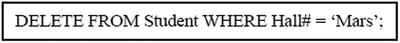 DELETE FROM Student WHERE Hall# = ‘Mars’;